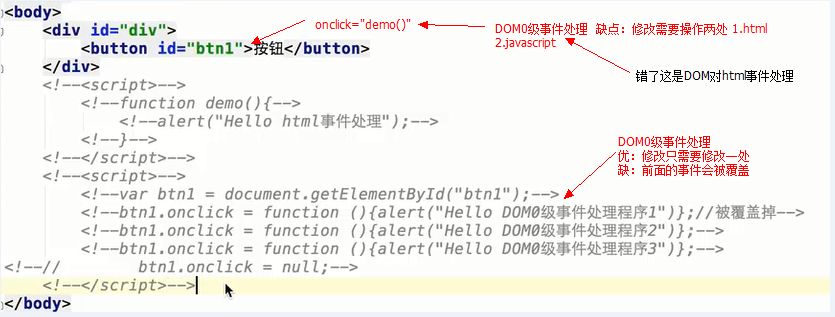 <body>
onclick="demo()"
DOM0级事件处理 缺点：修改需要操作两处 1.html
2.javascript
<div id="div">
<button id="btn1">按钮</button>
</div>
错了这是DOM对html事件处理
<!--<script>-->
<!--function demo(){-->
<!--alert("Hello html事件处理");-->
<!--}-->
<!--</script>-->
DOM0级事件处理
优：修改只需要修改一处
缺：前面的事件会被覆盖
<!--<script>-->
<!--var btn1 = document.getElementById("btn1");-->
<!--btn1.onclick = function (){alert("Hello DOM0级事件处理程序1")};//被覆盖掉-->
<!--btn1.onclick = function (){alert("Hello DOM0级事件处理程序2")};-->
<!--btn1.onclick = function (){alert("Hello DOM0级事件处理程序3")};-->
<!--// btn1.onclick = null;-->
<!--</script>-->
</body>